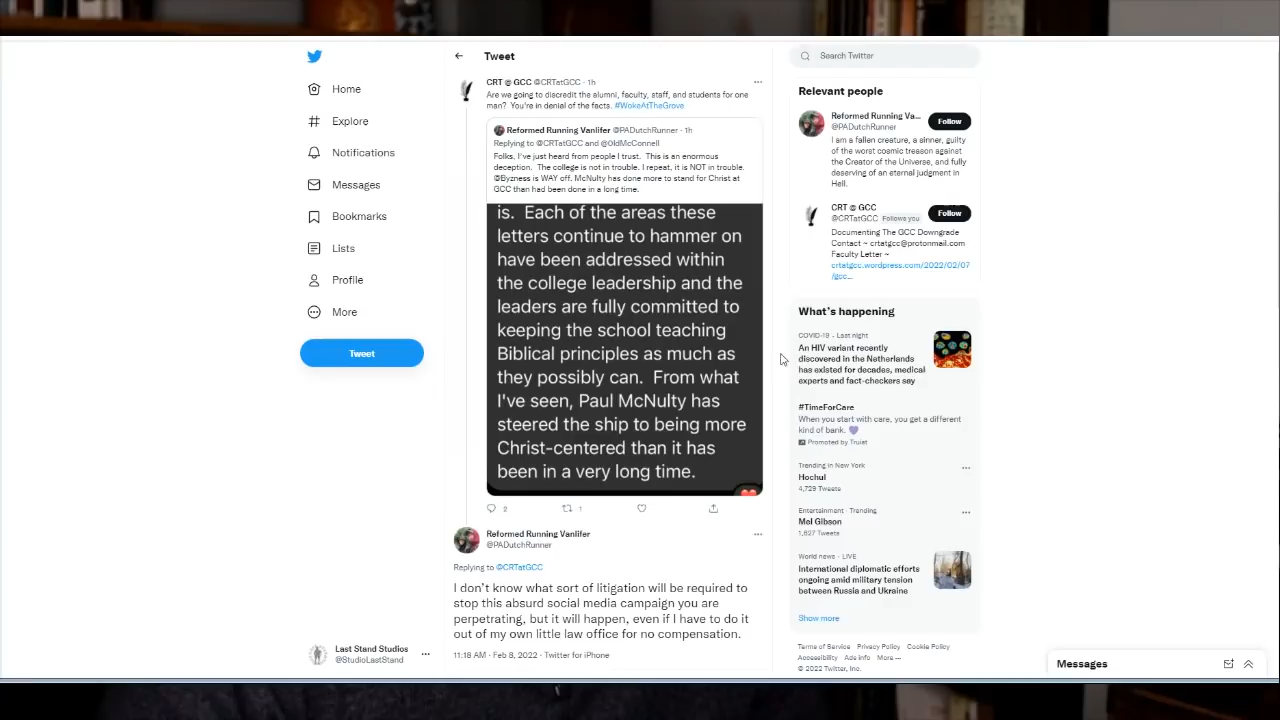 Home
Explore
Notifications
Messages
Bookmarks
Lists
Profile
More
Tweet
Last Stand Studios
@StudioLastStand
Tweet
CRT @ GCC @CRTatGCC · 1h
Are we going to discredit the alumni, faculty, staff, and students for one
man? You're in denial of the facts. #WokeAtTheGrove
Reformed Running Vanlifer @PADutchRunner · 1h
Replying to @CRTatGCC and @OldMcConnell
Folks, I've just heard from people I trust. This is an enormous
deception. The college is not in trouble. I repeat, it is NOT in trouble.
@Byzness is WAY off. McNulty has done more to stand for Christ at
GCC than had been done in a long time.
is. Each of the areas these
letters continue to hammer on
have been addressed within
the college leadership and the
leaders are fully committed to
keeping the school teaching
Biblical principles as much as
they possibly can. From what
I've seen, Paul McNulty has
steered the ship to being more
Christ-centered than it has
been in a very long time.
2
1
Reformed Running Vanlifer
@PADutchRunner
Replying to @CRTatGCC
I don't know what sort of litigation will be required to
stop this absurd social media campaign you are
perpetrating, but it will happen, even if I have to do it
out of my own little law office for no compensation.
11:18 AM · Feb 8, 2022 · Twitter for iPhone
Search Twitter
Relevant people
Reformed Running Va...
@PADutchRunner
Follow
I am a fallen creature, a sinner, guilty
of the worst cosmic treason against
the Creator of the Universe, and fully
deserving of an eternal judgment in
Hell.
CRT @ GCC
@CRTatGCC Follows you
Follow
Documenting The GCC Downgrade
Contact ~ crtatgcc@protonmail.com
Faculty Letter ~
crtatgcc.wordpress.com/2022/02/07
/gcc...
What's happening
COVID-19 · Last night
An HIV variant recently
discovered in the Netherlands
has existed for decades, medical
experts and fact-checkers say
#TimeForCare
When you start with care, you get a different
kind of bank. 💜
Promoted by Truist
Trending in New York
Hochul
4,729 Tweets
Entertainment · Trending
Mel Gibson
1,627 Tweets
World news · LIVE
International diplomatic efforts
ongoing amid military tension
between Russia and Ukraine
Show more
Terms of Service Privacy Policy Cookie Policy
Accessibility Ads info More ···
© 2022 Twitter, Inc.
Messages